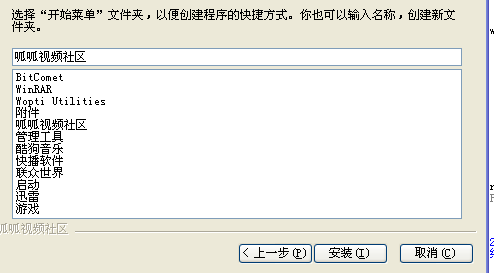 选择“开始菜单”文件夹，以便创建程序的快捷方式。你也可以输入名称，创建新文
件夹。
呱呱视频社区
BitComet
WinRAR
Wopti Utilities
附件
呱呱视频社区
管理工具
酷狗音乐
快播软件
联众世界
启动
迅雷
游戏
呱呱视频社区
< 上一步(P)
安装(I)
取消(C)